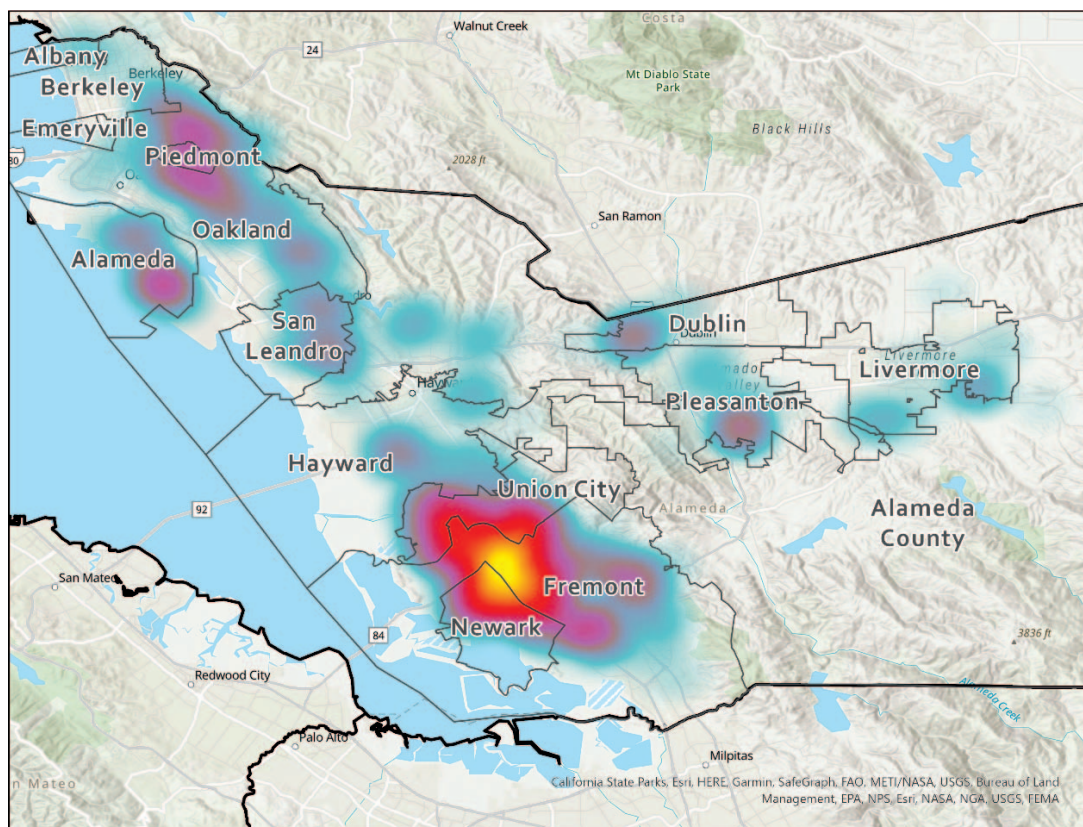 Costa
Walnut Creek
24
Albany
Berkeley
Berkeley
Mt Diablo State
Park
Emeryville
Black Hills
80
Piedmont
2028 ft
San Ramon
Oakland
Alameda
San
Leandro
Dublin
Dublin
Livermore
Valley
Livermore
Pleasanton
Hayward
Union City
92
Alameda
Alameda
County
San Mateo
Fremont
Newark
84
3836 ft
Redwood City
Alameda Creek
Palo Alto
Milpitas
San Mateo
California State Parks, Esri, HERE, Garmin, SafeGraph, FAO, METI/NASA, USGS, Bureau of Land
Management, EPA, NPS, Esri, NASA, NGA, USGS, FEMA